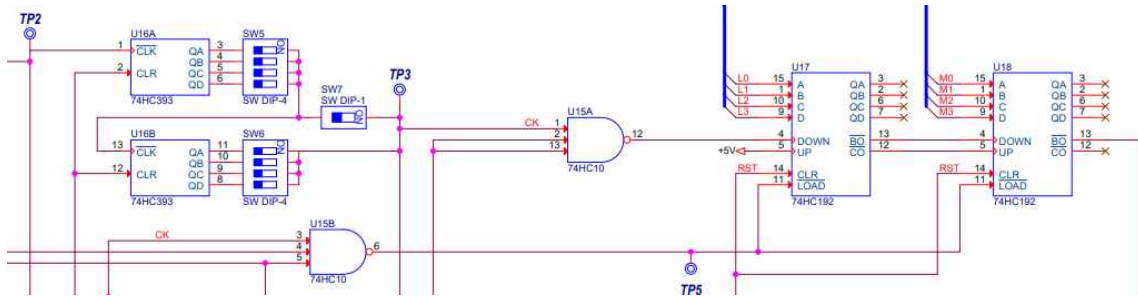 TP2
U16A
1 CLK QA 3
QB 4
2 CLR QC 5
QD 6
74HC393
SW5
ON
SW DIP-4
SW7
SW DIP-1
ON
TP3
U16B
13 CLK QA 11
QB 10
12 CLR QC 9
QD 8
74HC393
SW6
ON
SW DIP-4
U15A
CK 1
2
13
12
74HC10
CK
U15B
3
4
5
6
74HC10
TP5
U17
L0 15 A QA 3
L1 1 B QB 2
L2 10 C QC 6
L3 9 D QD 7
4 DOWN BO 13
+5V 5 UP CO 12
RST 14 CLR
11 LOAD
74HC192
U18
M0 15 A QA 3
M1 1 B QB 2
M2 10 C QC 6
M3 9 D QD 7
4 DOWN BO 13
5 UP CO 12
RST 14 CLR
11 LOAD
74HC192